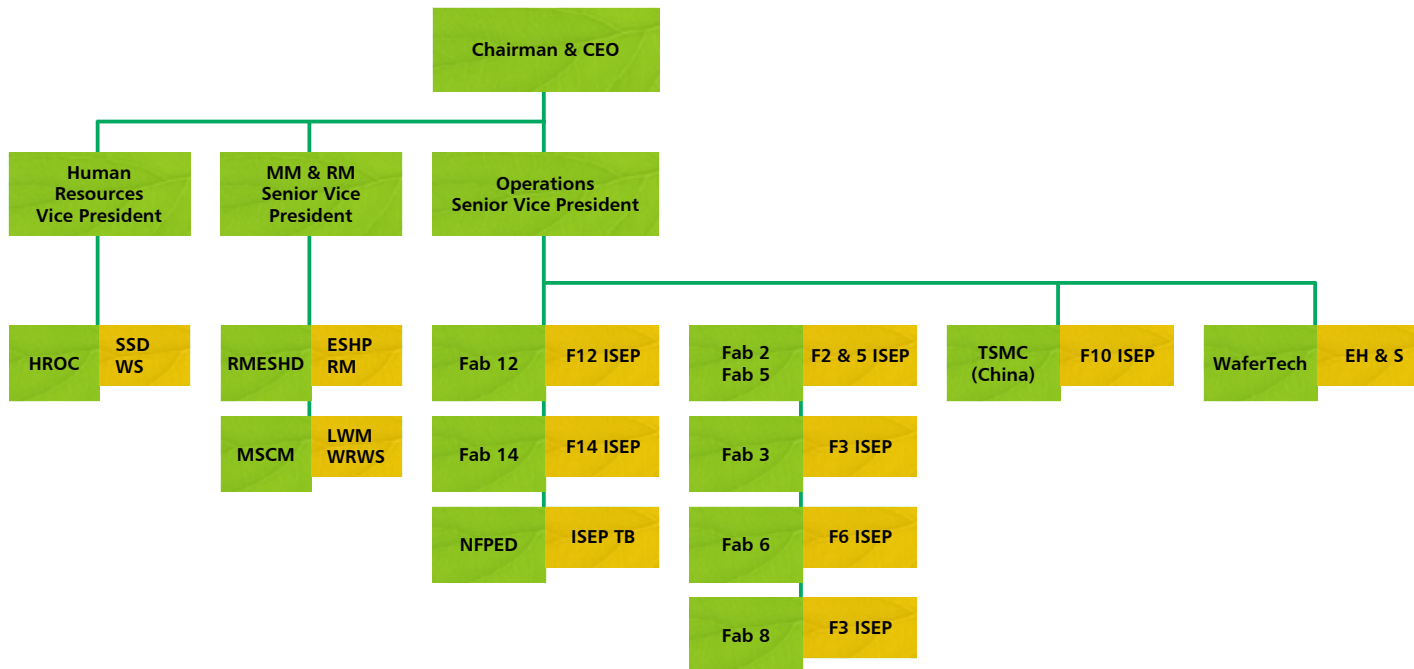 Chairman & CEO
Human
Resources
Vice President
MM & RM
Senior Vice
President
Operations
Senior Vice President
HROC
SSD
WS
RMESHD
ESHP
RM
Fab 12
F12 ISEP
Fab 2
Fab 5
F2 & 5 ISEP
TSMC
(China)
F10 ISEP
WaferTech
EH & S
MSCM
LWM
WRWS
Fab 14
F14 ISEP
Fab 3
F3 ISEP
NFPED
ISEP TB
Fab 6
F6 ISEP
Fab 8
F3 ISEP